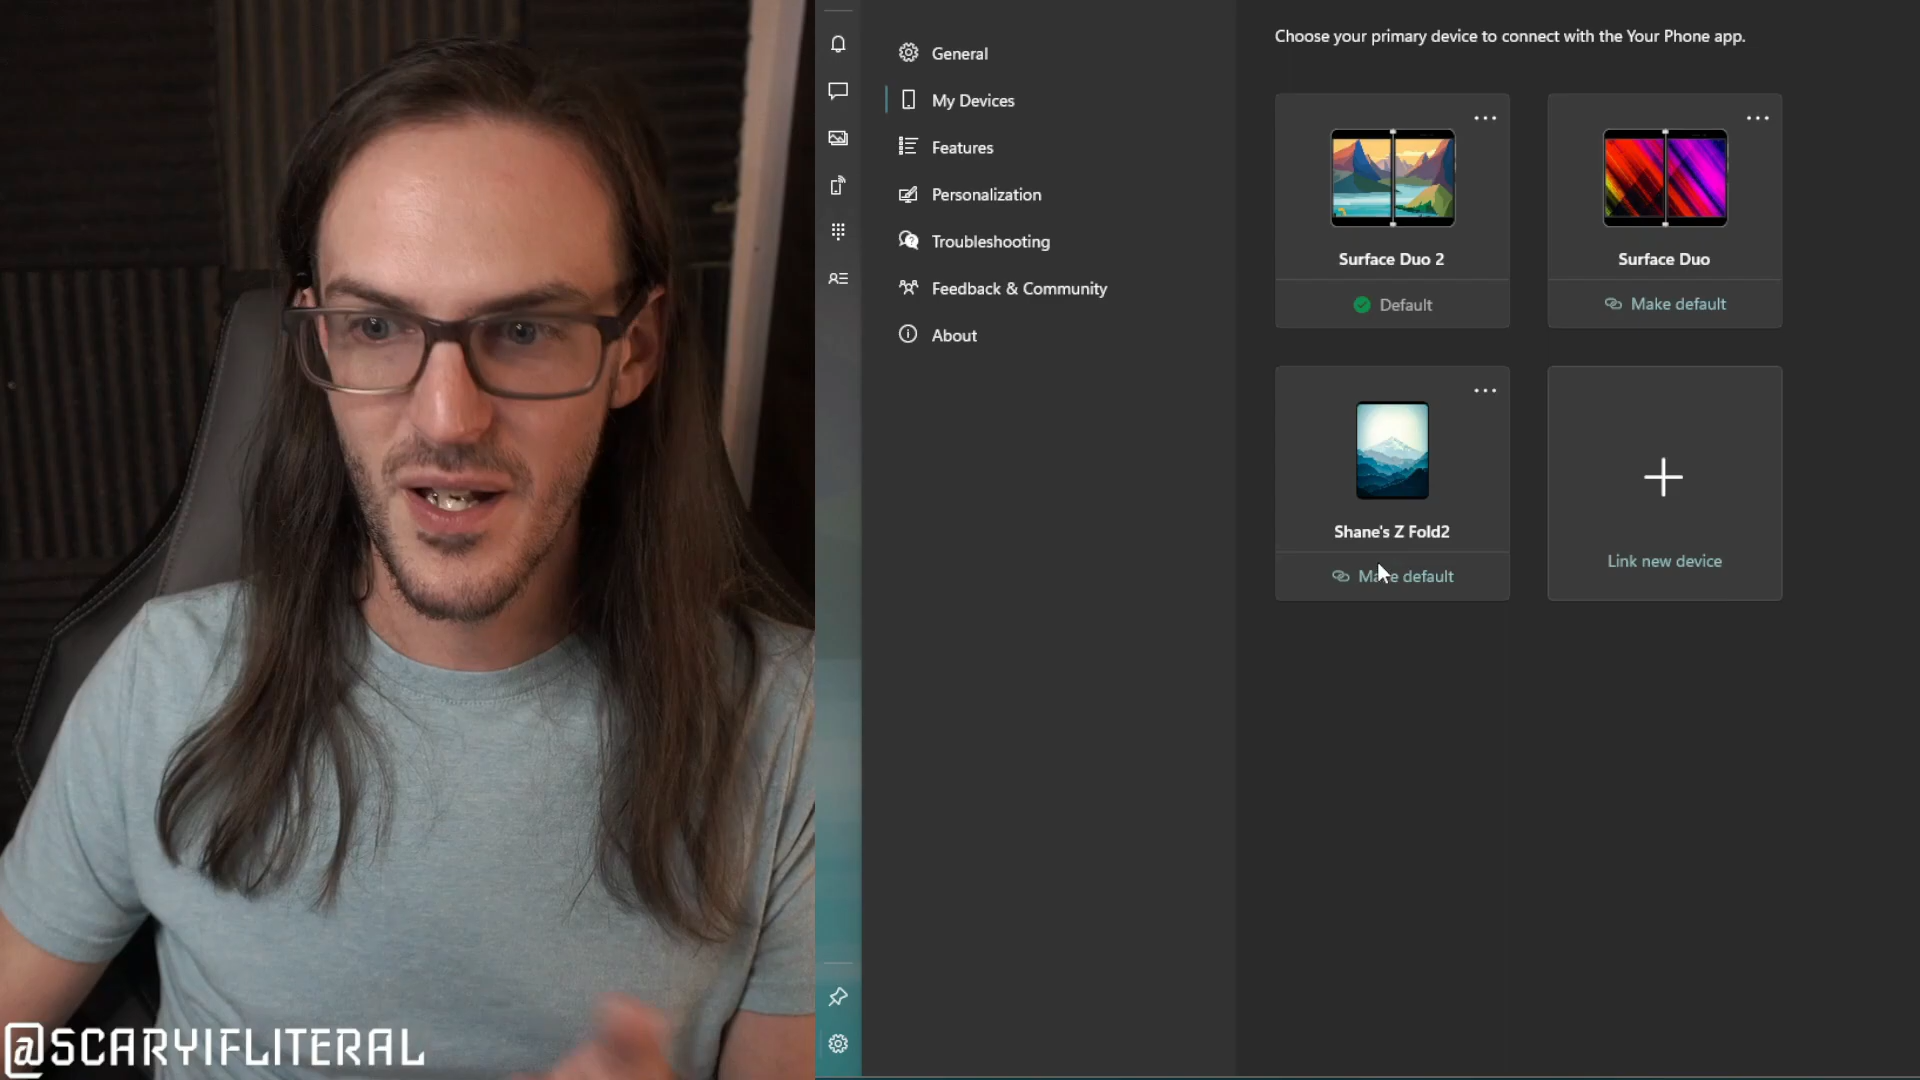 Choose your primary device to connect with the Your Phone app.
General
My Devices
Features
Personalization
Troubleshooting
Feedback & Community
About
Surface Duo 2
Default
Surface Duo
Make default
Shane's Z Fold2
Make default
Link new device
@SCARYIFLITERAL